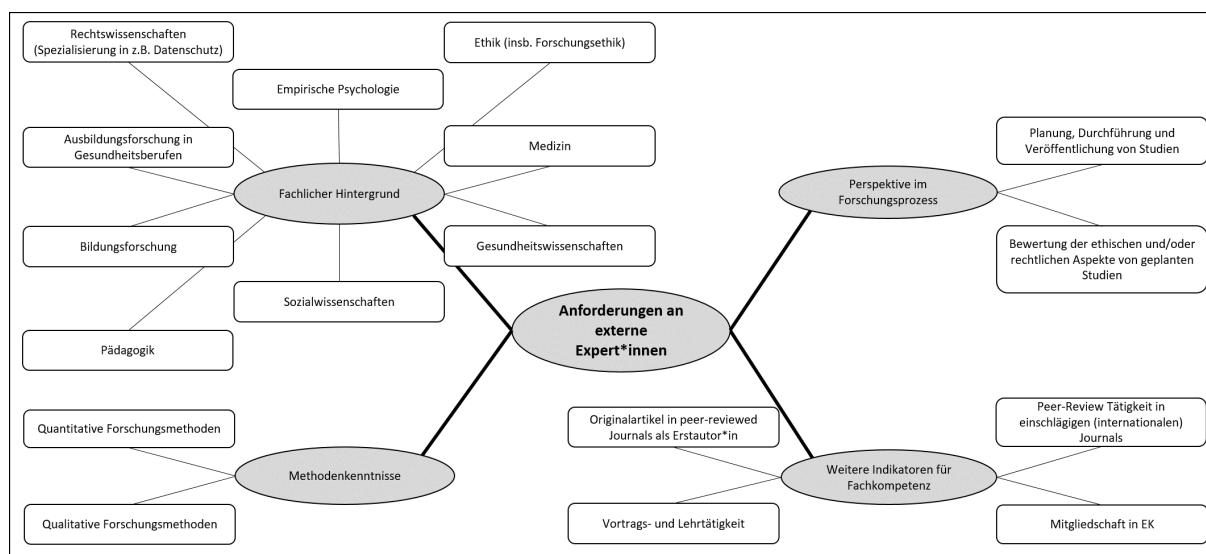 Rechtswissenschaften
(Spezialisierung in z.B. Datenschutz)
Ethik (insb. Forschungsethik)
Empirische Psychologie
Ausbildungsforschung in
Gesundheitsberufen
Medizin
Fachlicher Hintergrund
Bildungsforschung
Gesundheitswissenschaften
Sozialwissenschaften
Pädagogik
Planung, Durchführung und
Veröffentlichung von Studien
Perspektive im
Forschungsprozess
Bewertung der ethischen und/oder
rechtlichen Aspekte von geplanten
Studien
Anforderungen an
externe
Expert*innen
Quantitative Forschungsmethoden
Methodenkenntnisse
Qualitative Forschungsmethoden
Originalartikel in peer-reviewed
Journals als Erstautor*in
Peer-Review Tätigkeit in
einschlägigen (internationalen)
Journals
Weitere Indikatoren für
Fachkompetenz
Vortrags- und Lehrtätigkeit
Mitgliedschaft in EK